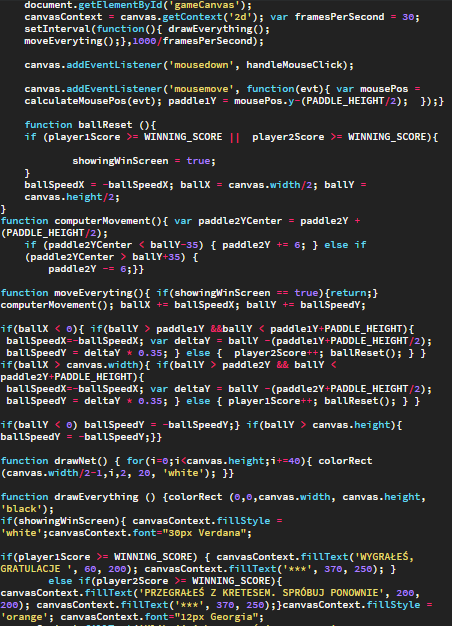 document.getElementById('gameCanvas');
canvasContext = canvas.getContext('2d'); var framesPerSecond = 30;
setInterval(function(){ drawEverything();
moveEveryting();},1000/framesPerSecond);
canvas.addEventListener('mousedown', handleMouseClick);
canvas.addEventListener('mousemove', function(evt){ var mousePos =
calculateMousePos(evt); paddle1Y = mousePos.y-(PADDLE_HEIGHT/2); });}
function ballReset (){
if (player1Score >= WINNING_SCORE || player2Score >= WINNING_SCORE){
showingWinScreen = true;
}
ballSpeedX = -ballSpeedX; ballX = canvas.width/2; ballY =
canvas.height/2;
}
function computerMovement(){ var paddle2YCenter = paddle2Y +
(PADDLE_HEIGHT/2);
if (paddle2YCenter < ballY-35) { paddle2Y += 6; } else if
(paddle2YCenter > ballY+35) {
paddle2Y -= 6;}}
function moveEveryting(){ if(showingWinScreen == true){return;}
computerMovement(); ballX += ballSpeedX; ballY += ballSpeedY;
if(ballX < 0){ if(ballY > paddle1Y &&ballY < paddle1Y+PADDLE_HEIGHT){
ballSpeedX=-ballSpeedX; var deltaY = ballY -(paddle1Y+PADDLE_HEIGHT/2);
ballSpeedY = deltaY * 0.35; } else { player2Score++; ballReset(); } }
if(ballX > canvas.width){ if(ballY > paddle2Y && ballY <
paddle2Y+PADDLE_HEIGHT){
ballSpeedX=-ballSpeedX; var deltaY = ballY -(paddle2Y+PADDLE_HEIGHT/2);
ballSpeedY = deltaY * 0.35; } else { player1Score++; ballReset(); } }
if(ballY < 0) ballSpeedY = -ballSpeedY;} if(ballY > canvas.height){
ballSpeedY = -ballSpeedY;}}
function drawNet() { for(i=0;i<canvas.height;i+=40){ colorRect
(canvas.width/2-1,i,2, 20, 'white'); }}
function drawEverything (){colorRect (0,0,canvas.width, canvas.height,
'black');
if(showingWinScreen){ canvasContext.fillStyle =
'white';canvasContext.font="30px Verdana";
if(player1Score >= WINNING_SCORE) { canvasContext.fillText('WYGRAŁEŚ,
GRATULACJE ', 60, 200); canvasContext.fillText('***', 370, 250); }
else if(player2Score >= WINNING_SCORE){
canvasContext.fillText('PRZEGRAŁEŚ Z KRETESEM. SPRÓBUJ PONOWNIE', 200,
200); canvasContext.fillText('***', 370, 250);}canvasContext.fillStyle =
'orange'; canvasContext.font="12px Georgia";